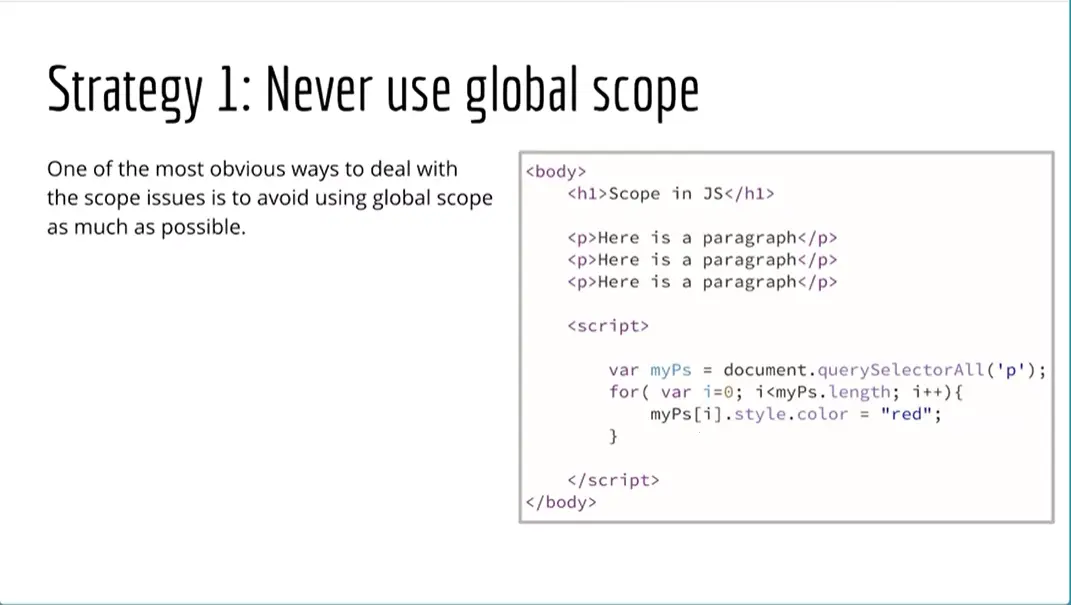 Strategy 1: Never use global scope
One of the most obvious ways to deal with
the scope issues is to avoid using global scope
as much as possible.
<body>
<h1>Scope in JS</h1>
<p>Here is a paragraph</p>
<p>Here is a paragraph</p>
<p>Here is a paragraph</p>
<script>
var myPs = document.querySelectorAll('p');
for( var i=0; i<myPs.length; i++){
myPs[i].style.color = "red";
}
</script>
</body>